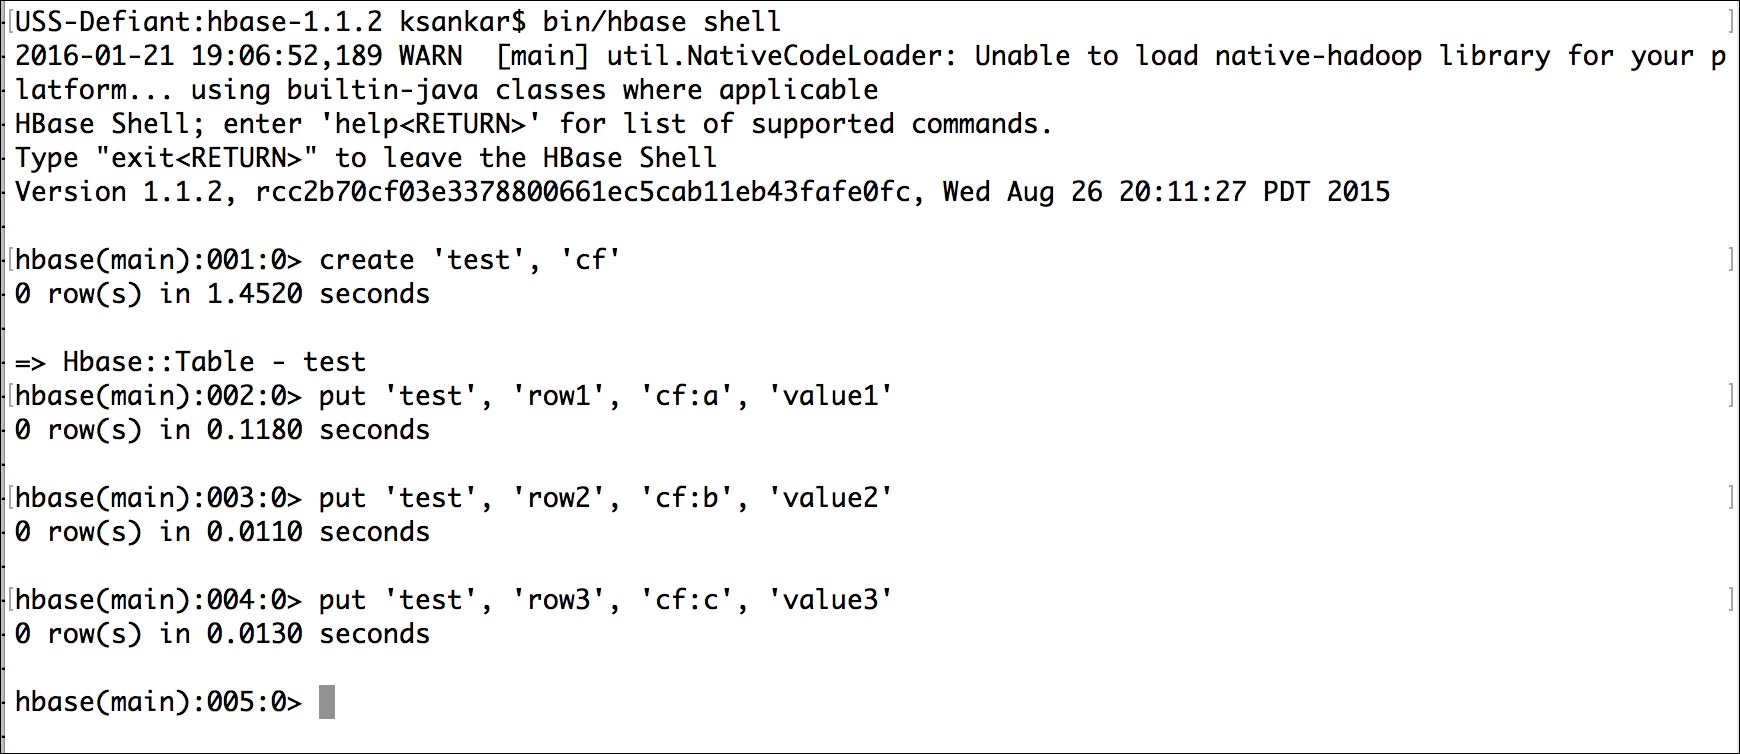 USS-Defiant:hbase-1.1.2 ksankar$ bin/hbase shell
2016-01-21 19:06:52,189 WARN  [main] util.NativeCodeLoader: Unable to load native-hadoop library for your p
latform... using builtin-java classes where applicable
HBase Shell; enter 'help<RETURN>' for list of supported commands.
Type "exit<RETURN>" to leave the HBase Shell
Version 1.1.2, rcc2b70cf03e3378800661ec5cab11eb43fafe0fc, Wed Aug 26 20:11:27 PDT 2015
hbase(main):001:0> create 'test', 'cf'
0 row(s) in 1.4520 seconds
=> Hbase::Table - test
hbase(main):002:0> put 'test', 'row1', 'cf:a', 'value1'
0 row(s) in 0.1180 seconds
hbase(main):003:0> put 'test', 'row2', 'cf:b', 'value2'
0 row(s) in 0.0110 seconds
hbase(main):004:0> put 'test', 'row3', 'cf:c', 'value3'
0 row(s) in 0.0130 seconds
hbase(main):005:0>